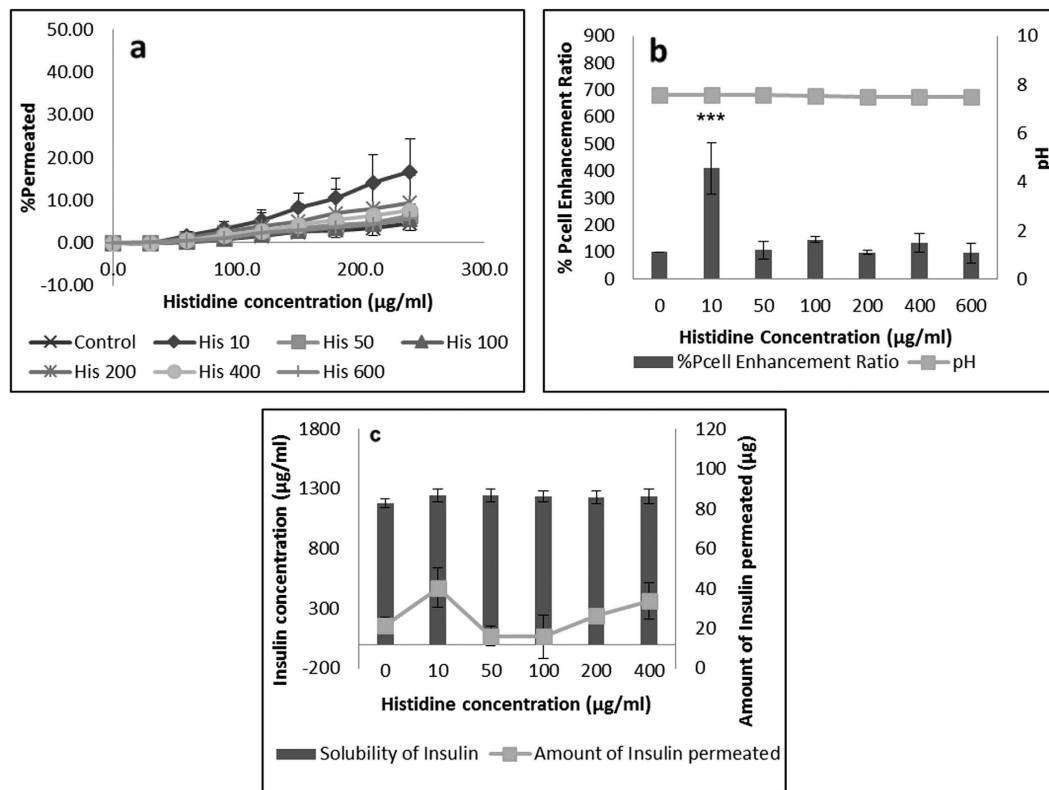 a
50.00
40.00
30.00
20.00
10.00
0.00
-10.00
%Permeated
0.0 100.0 200.0 300.0
Histidine concentration (µg/ml)
Control His 10 His 50 His 100
His 200 His 400 His 600
b
900
800
700
600
500
400
300
200
100
0
% Pcell Enhancement Ratio
***
10
8
6
4
2
0
pH
0 10 50 100 200 400 600
Histidine Concentration (µg/ml)
%Pcell Enhancement Ratio pH
c
1800
1300
800
300
-200
Insulin concentration (µg/ml)
120
100
80
60
40
20
0
Amount of Insulin permeated (µg)
0 10 50 100 200 400
Histidine concentration (µg/ml)
Solubility of Insulin Amount of Insulin permeated